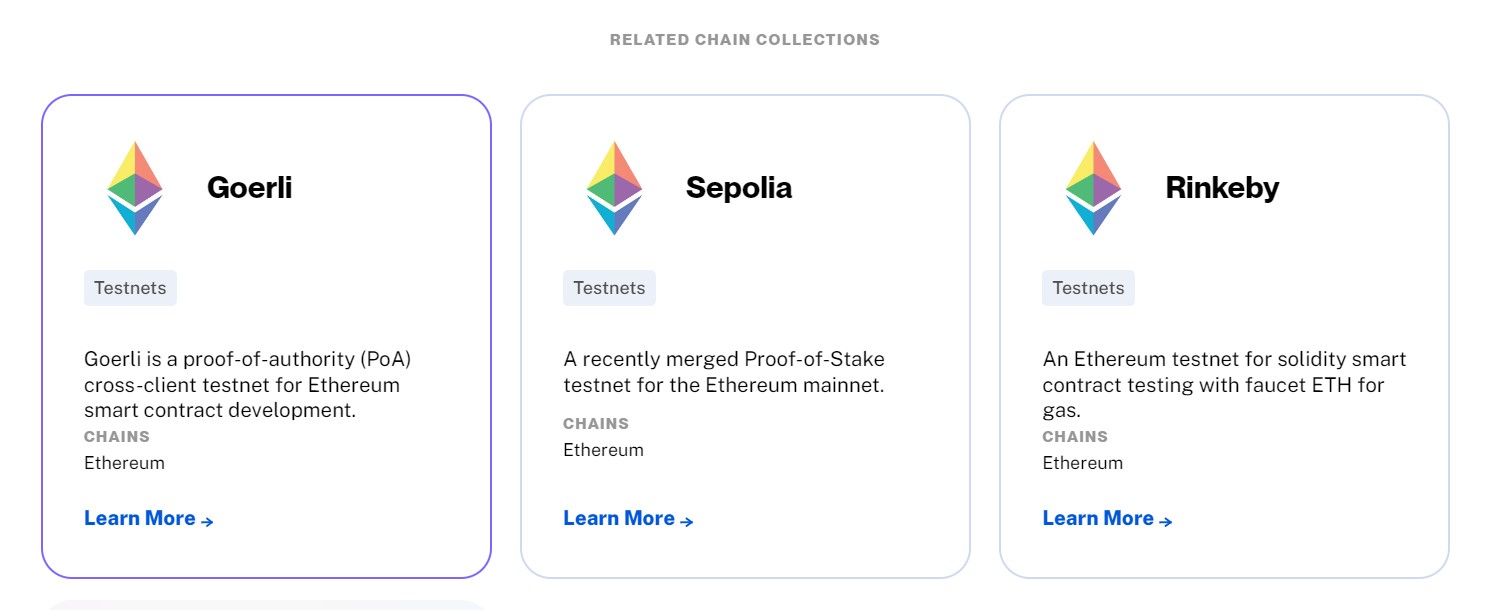 RELATED CHAIN COLLECTIONS
Goerli
Testnets
Goerli is a proof-of-authority (PoA)
cross-client testnet for Ethereum
smart contract development.
CHAINS
Ethereum
Learn More →
Sepolia
Testnets
A recently merged Proof-of-Stake
testnet for the Ethereum mainnet.
CHAINS
Ethereum
Learn More →
Rinkeby
Testnets
An Ethereum testnet for solidity smart
contract testing with faucet ETH for
gas.
CHAINS
Ethereum
Learn More →